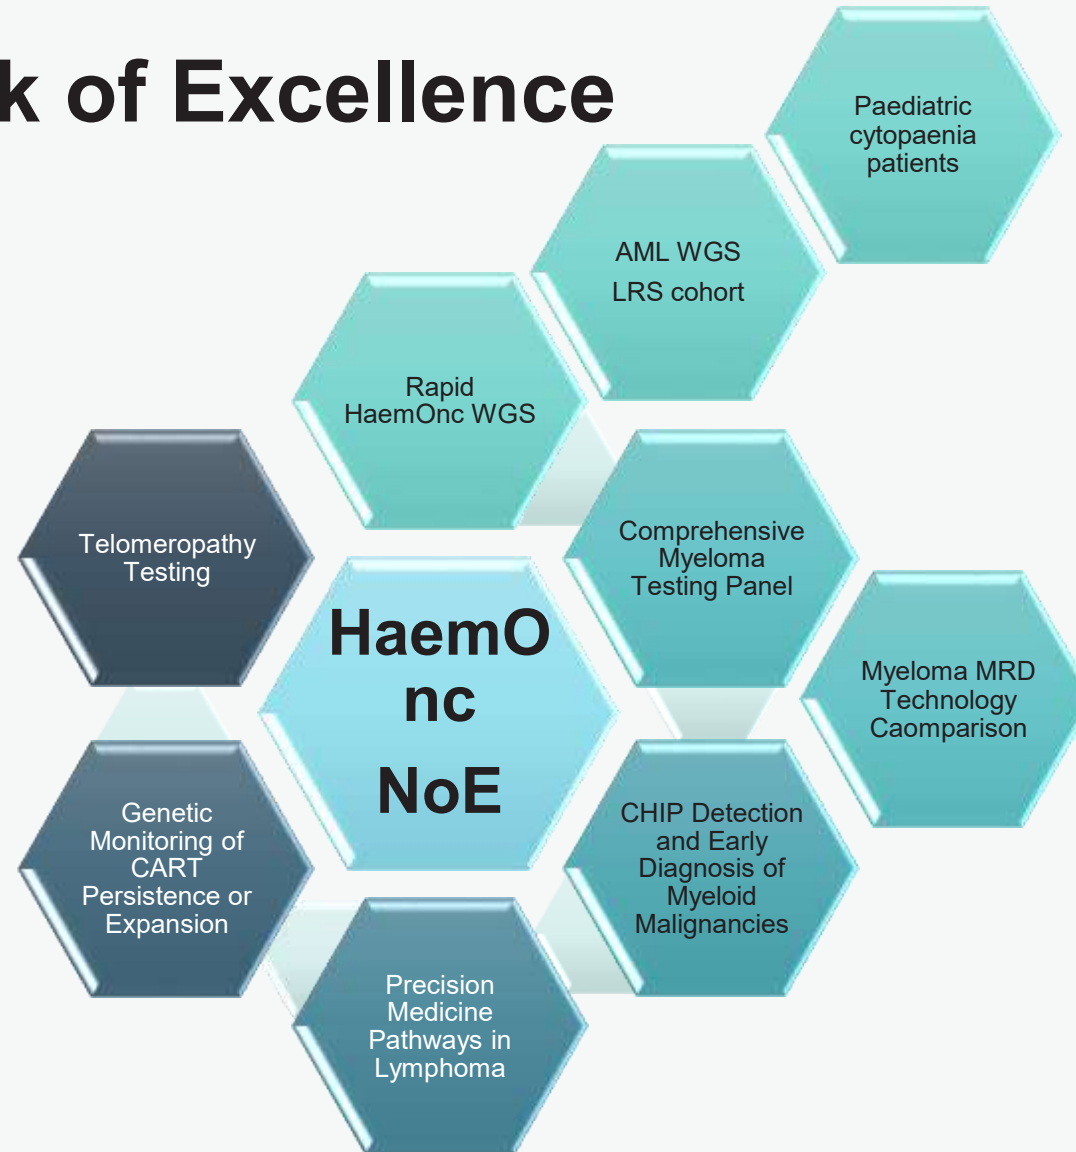 k of Excellence
Paediatric
cytopaenia
patients
AML WGS
LRS cohort
Rapid
HaemOnc WGS
Telomeropathy
Testing
Comprehensive
Myeloma
Testing Panel
HaemO
nc
NoE
Myeloma MRD
Technology
Caomparison
Genetic
Monitoring of
CART
Persistence or
Expansion
CHIP Detection
and Early
Diagnosis of
Myeloid
Malignancies
Precision
Medicine
Pathways in
Lymphoma